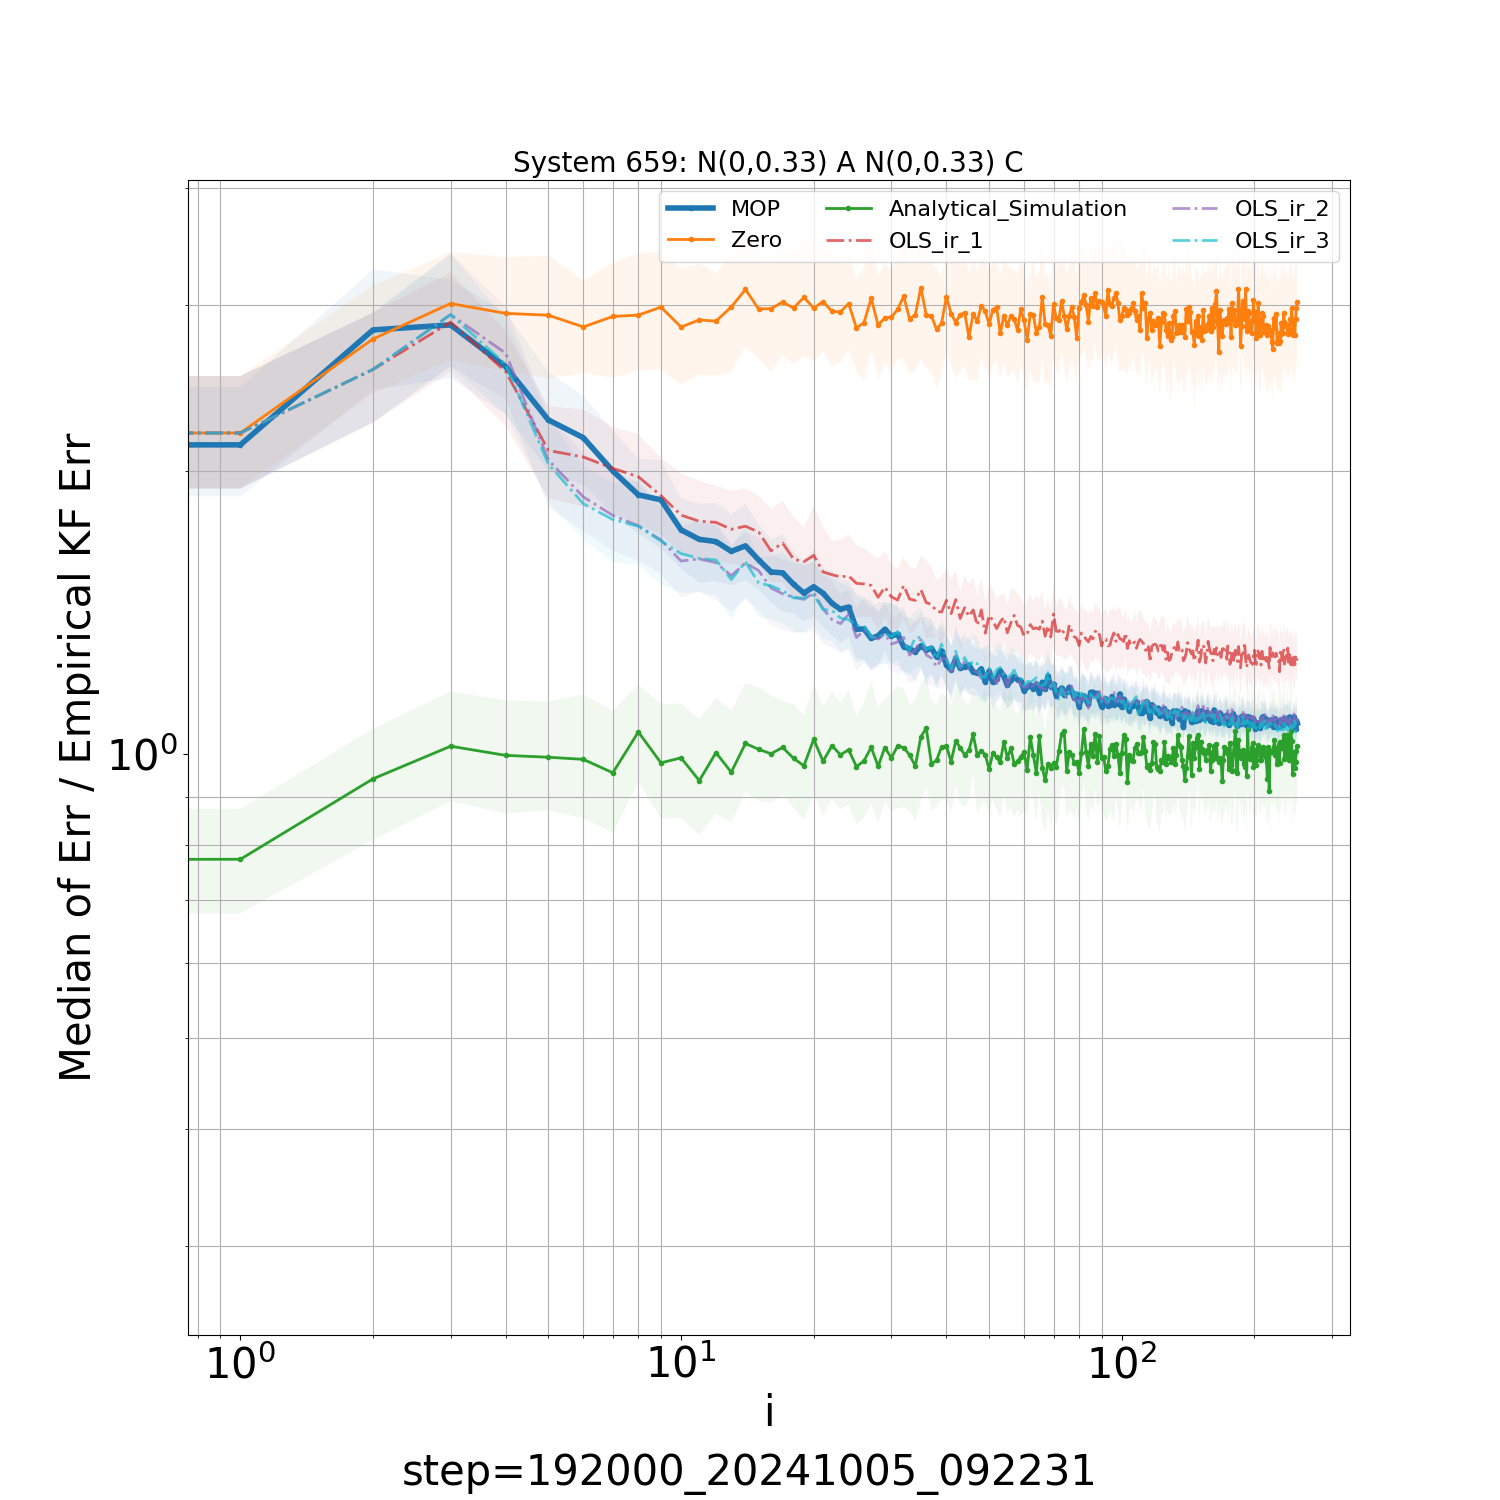 System 659: N(0,0.33) A N(0,0.33) C
MOP
Zero
Analytical_Simulation
OLS_ir_1
OLS_ir_2
OLS_ir_3
Median of Err / Empirical KF Err
10⁰
10⁰
10¹
10²
i
step=192000_20241005_092231